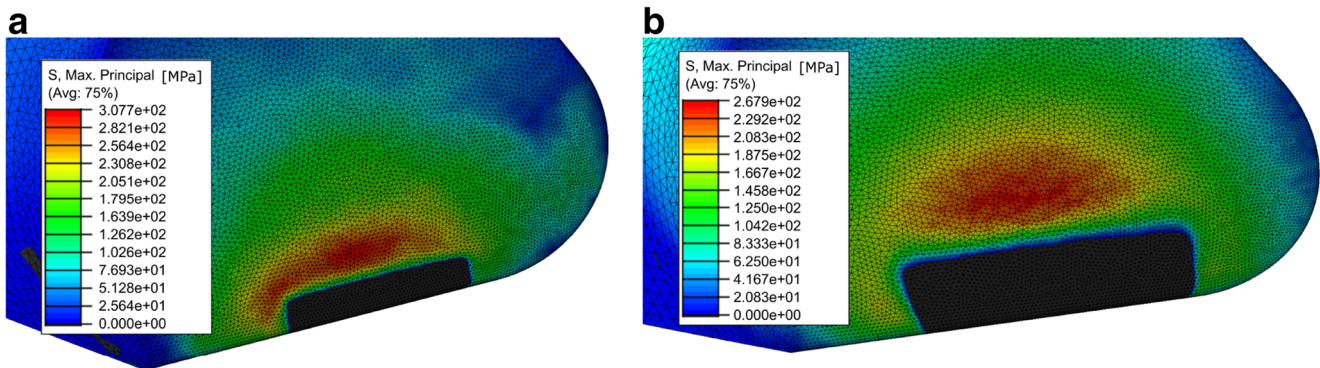 a
S, Max. Principal [MPa]
(Avg: 75%)
3.077e+02
2.821e+02
2.564e+02
2.308e+02
2.051e+02
1.795e+02
1.639e+02
1.262e+02
1.026e+02
7.693e+01
5.128e+01
2.564e+01
0.000e+00
b
S, Max. Principal [MPa]
(Avg: 75%)
2.679e+02
2.292e+02
2.083e+02
1.875e+02
1.667e+02
1.458e+02
1.250e+02
1.042e+02
8.333e+01
6.250e+01
4.167e+01
2.083e+01
0.000e+00